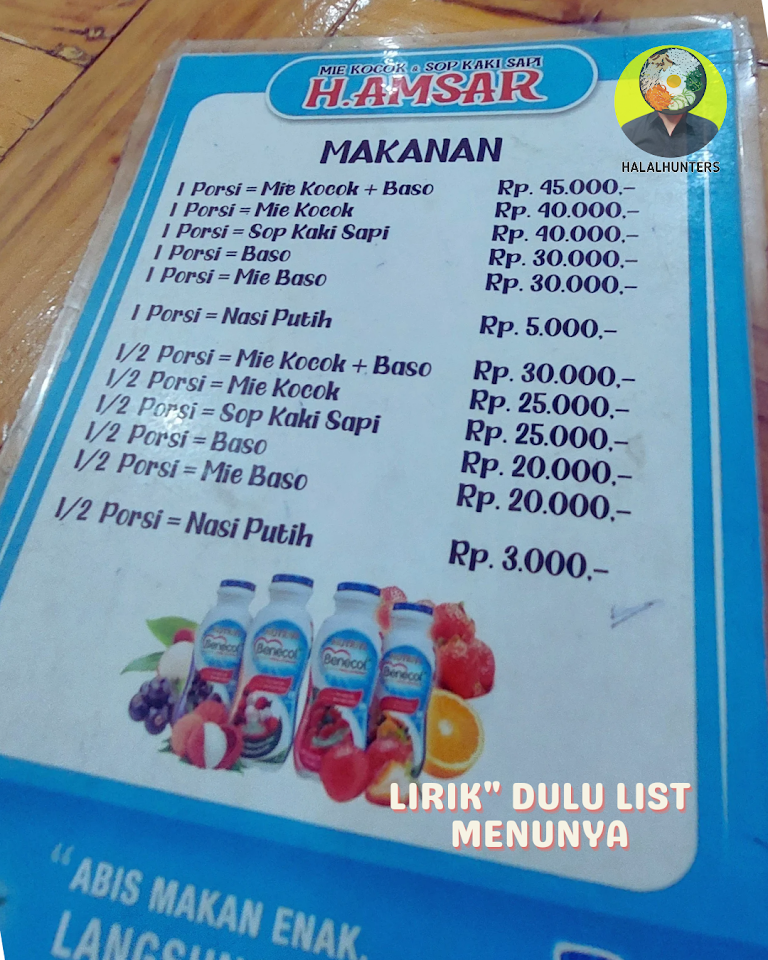 MIE KOCOK & SOP KAKI SAPI
H.AMSAR
HALALHUNTERS
MAKANAN
1 Porsi = Mie Kocok + Baso Rp. 45.000,-
1 Porsi = Mie Kocok Rp. 40.000,-
1 Porsi = Sop Kaki Sapi Rp. 40.000,-
1 Porsi = Baso Rp. 30.000,-
1 Porsi = Mie Baso Rp. 30.000,-
1 Porsi = Nasi Putih Rp. 5.000,-
1/2 Porsi = Mie Kocok + Baso Rp. 30.000,-
1/2 Porsi = Mie Kocok Rp. 25.000,-
1/2 Porsi = Sop Kaki Sapi Rp. 25.000,-
1/2 Porsi = Baso Rp. 20.000,-
1/2 Porsi = Mie Baso Rp. 20.000,-
1/2 Porsi = Nasi Putih Rp. 3.000,-
Benecol Benecol Benecol Benecol
LIRIK" DULU LIST
MENUNYA
"ABIS MAKAN ENAK,